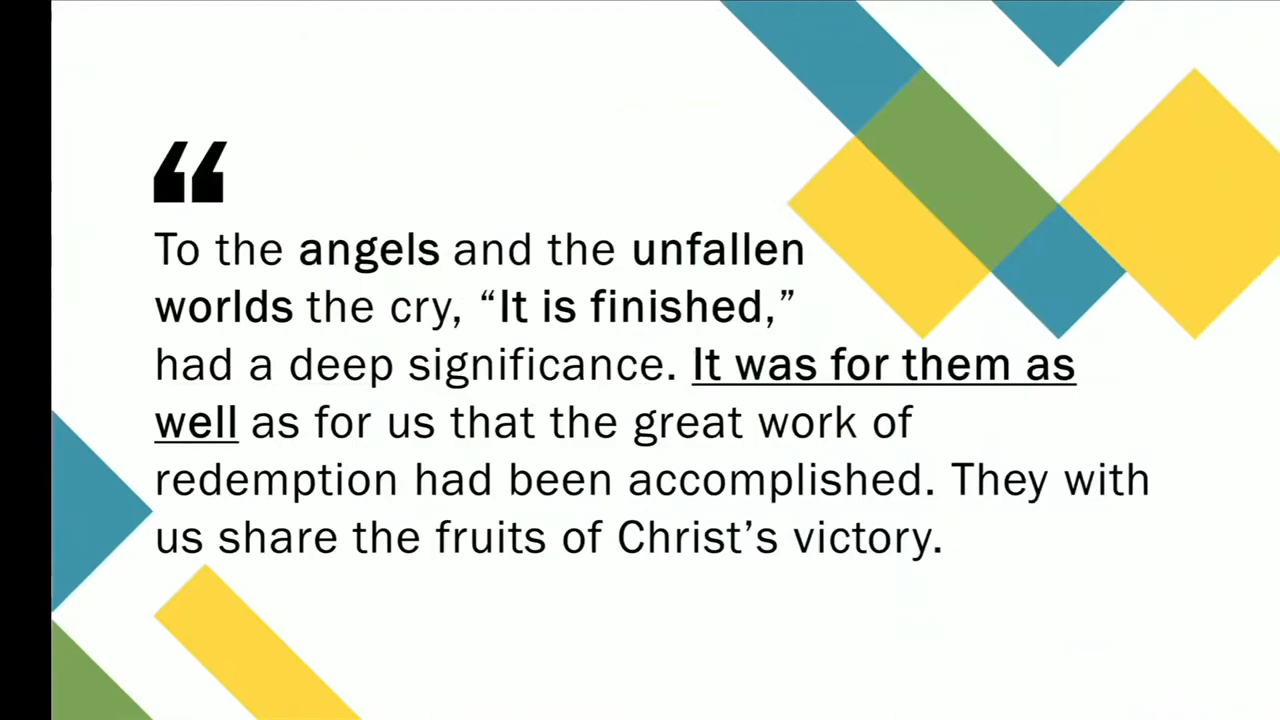 “
To the angels and the unfallen
worlds the cry, “It is finished,”
had a deep significance. It was for them as
well as for us that the great work of
redemption had been accomplished. They with
us share the fruits of Christ’s victory.